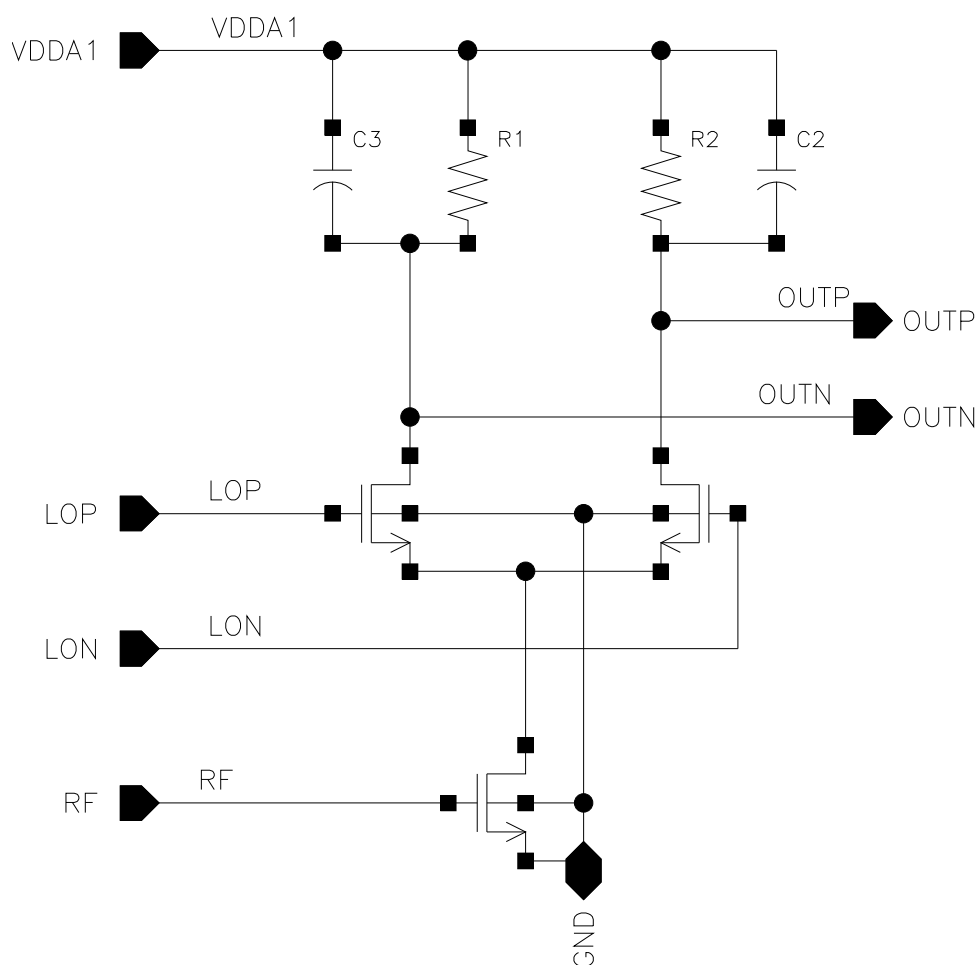 VDDA1
VDDA1
C3
R1
R2
C2
OUTP
OUTP
OUTN
OUTN
LOP
LOP
LON
LON
RF
RF
GND